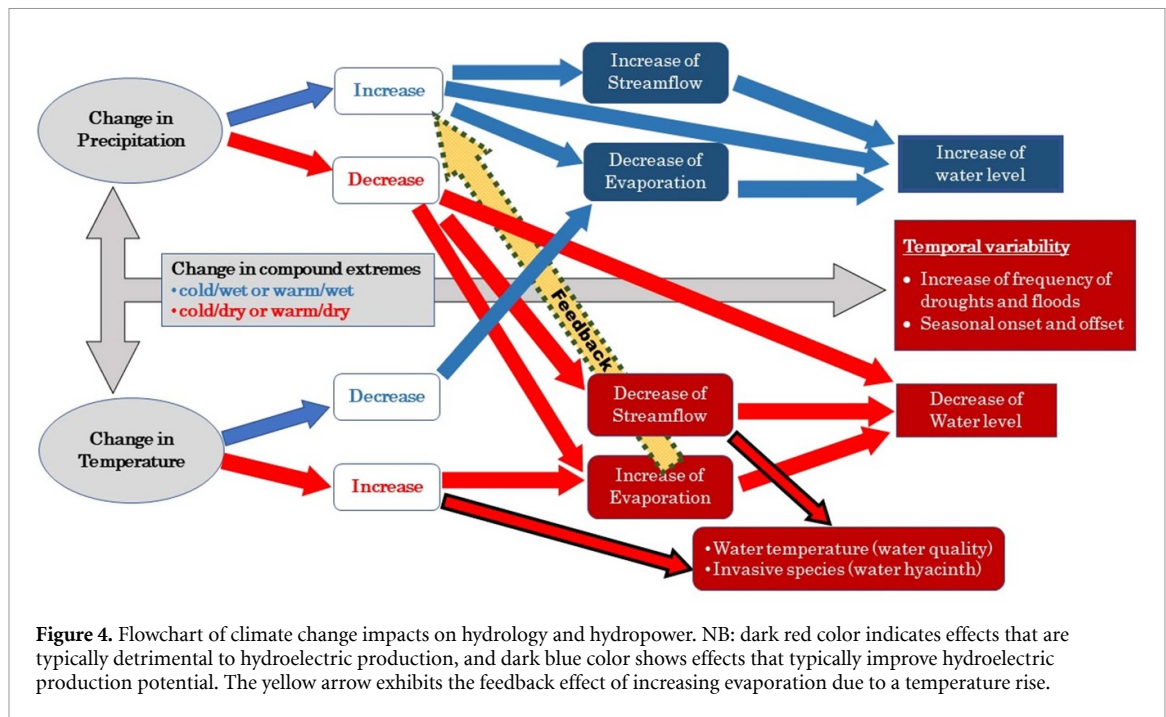 Change in
Precipitation
Increase
Decrease
Increase of
Streamflow
Decrease of
Evaporation
Increase of
water level
Change in compound extremes
•cold/wet or warm/wet
•cold/dry or warm/dry
Feedback
Temporal variability
• Increase of frequency of
droughts and floods
• Seasonal onset and offset
Change in
Temperature
Decrease
Increase
Decrease of
Streamflow
Increase of
Evaporation
Decrease of
Water level
•Water temperature (water quality)
•Invasive species (water hyacinth)
Figure 4. Flowchart of climate change impacts on hydrology and hydropower. NB: dark red color indicates effects that are
typically detrimental to hydroelectric production, and dark blue color shows effects that typically improve hydroelectric
production potential. The yellow arrow exhibits the feedback effect of increasing evaporation due to a temperature rise.